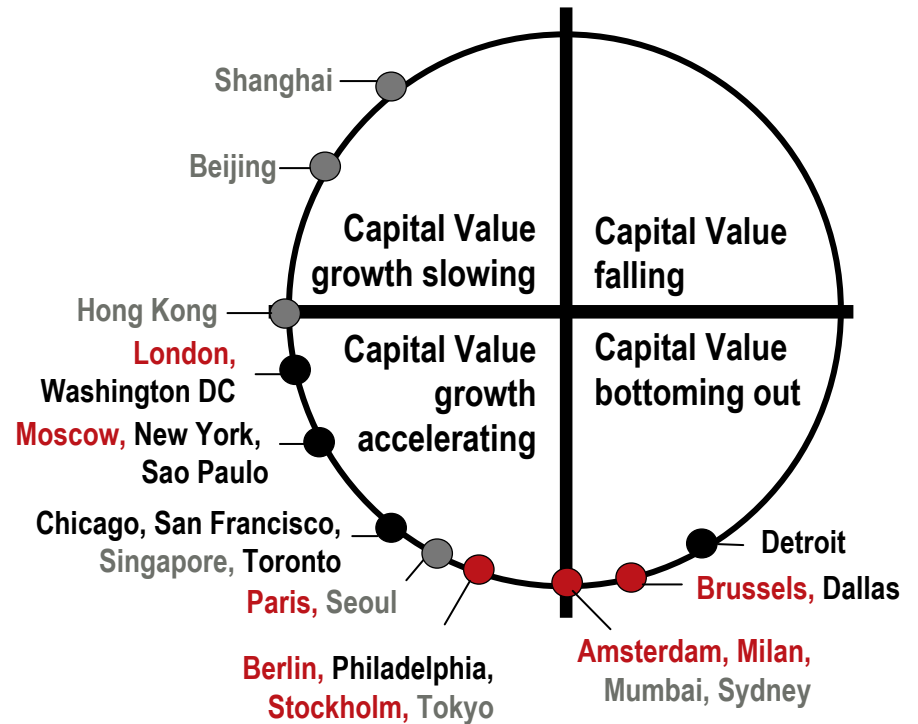 Shanghai
Beijing
Capital Value
growth slowing
Capital Value
falling
Hong Kong
London,
Washington DC
Moscow, New York,
Sao Paulo
Capital Value
growth
accelerating
Capital Value
bottoming out
Chicago, San Francisco,
Singapore, Toronto
Paris, Seoul
Berlin, Philadelphia,
Stockholm, Tokyo
Amsterdam, Milan,
Mumbai, Sydney
Brussels, Dallas
Detroit